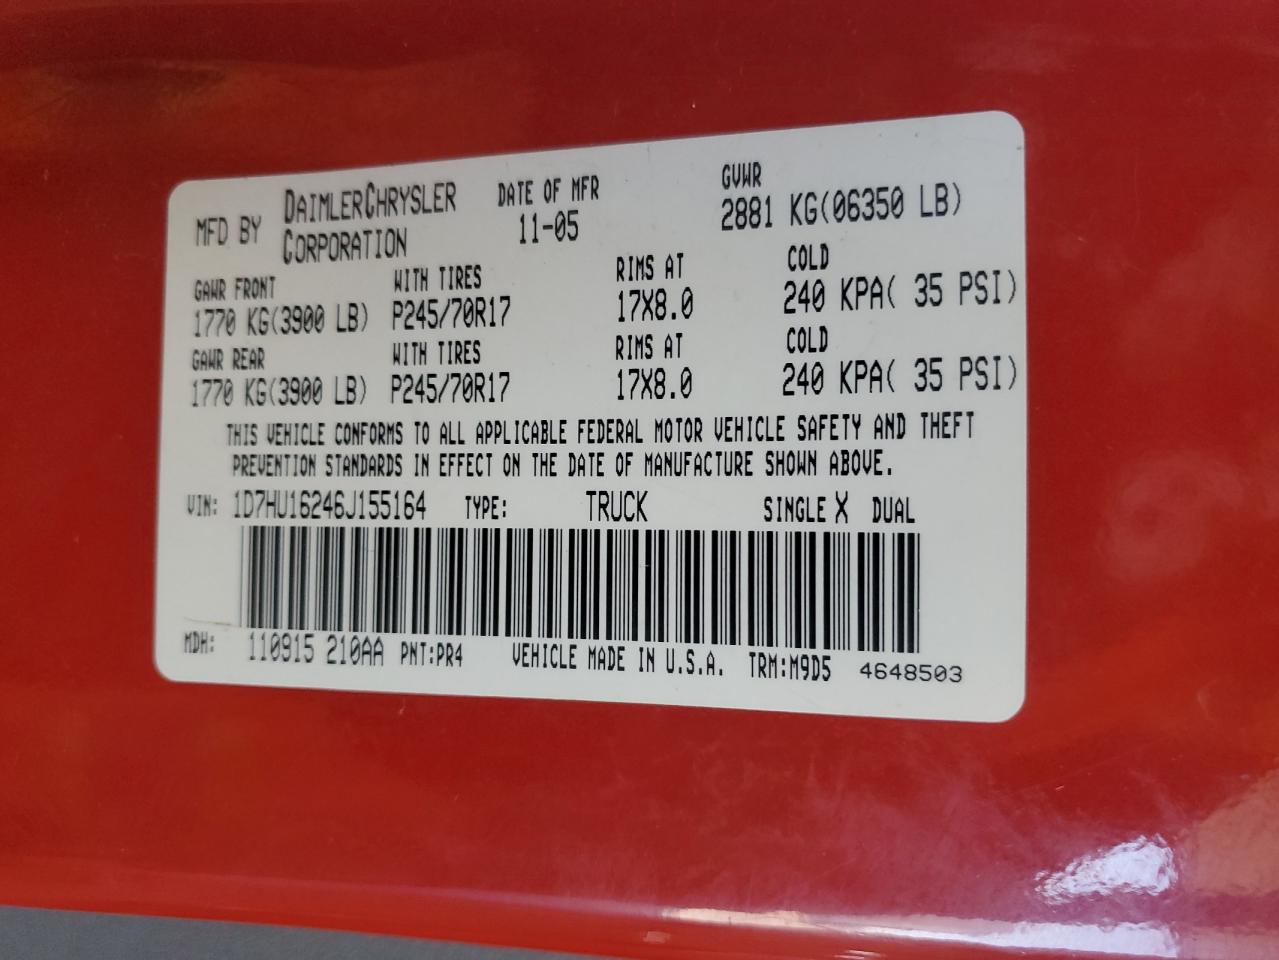 MFD BY DAIMLERCHRYSLER CORPORATION DATE OF MFR 11-05 GVWR 2881 KG(06350 LB)
GAWR FRONT WITH TIRES RIMS AT COLD
1770 KG(3900 LB) P245/70R17 17X8.0 240 KPA( 35 PSI)
GAWR REAR WITH TIRES RIMS AT COLD
1770 KG(3900 LB) P245/70R17 17X8.0 240 KPA( 35 PSI)
THIS VEHICLE CONFORMS TO ALL APPLICABLE FEDERAL MOTOR VEHICLE SAFETY AND THEFT
PREVENTION STANDARDS IN EFFECT ON THE DATE OF MANUFACTURE SHOWN ABOVE.
VIN: 1D7HU16246J155164 TYPE: TRUCK SINGLE X DUAL
MDH: 110915 210AA PNT:PR4 VEHICLE MADE IN U.S.A. TRM:M9D5 4648503